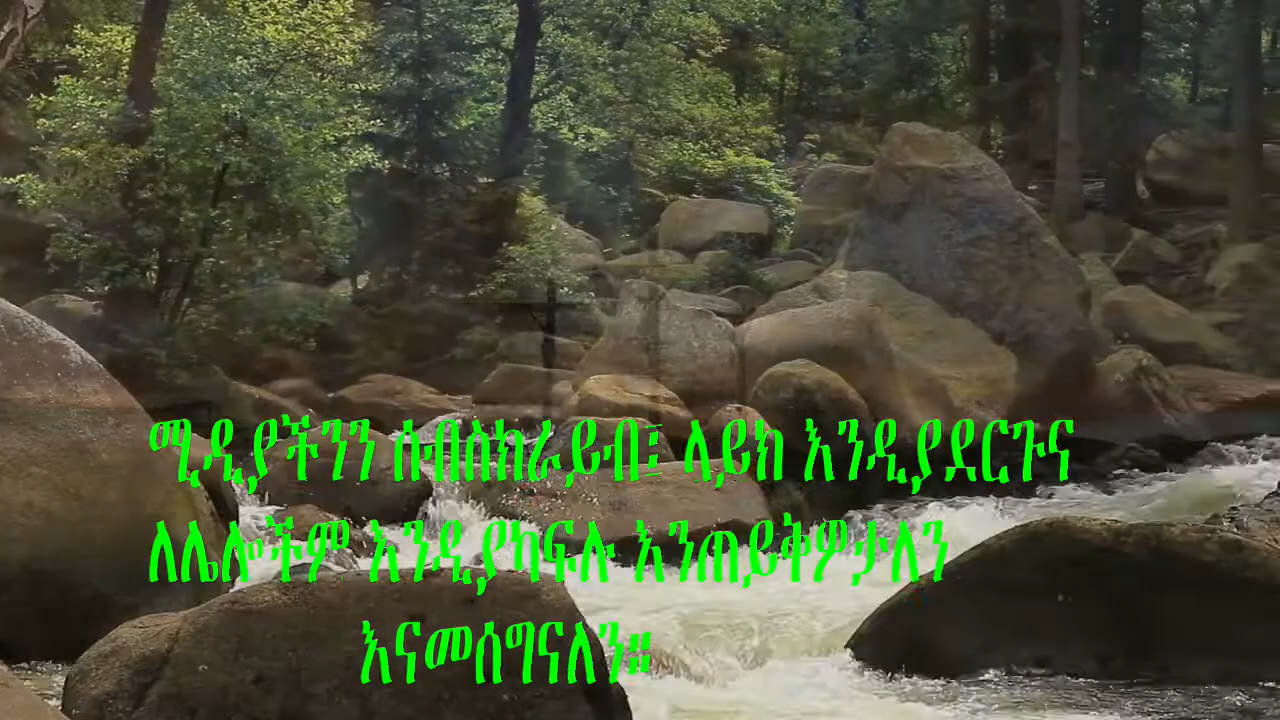 ሚዲያችንን ሰብስክራይብ፤ ላይክ እንዲያደርጉና
ለሌሎችም እንዲያካፍሉ እንጠይቅዎታለን
እናመሰግናለን።